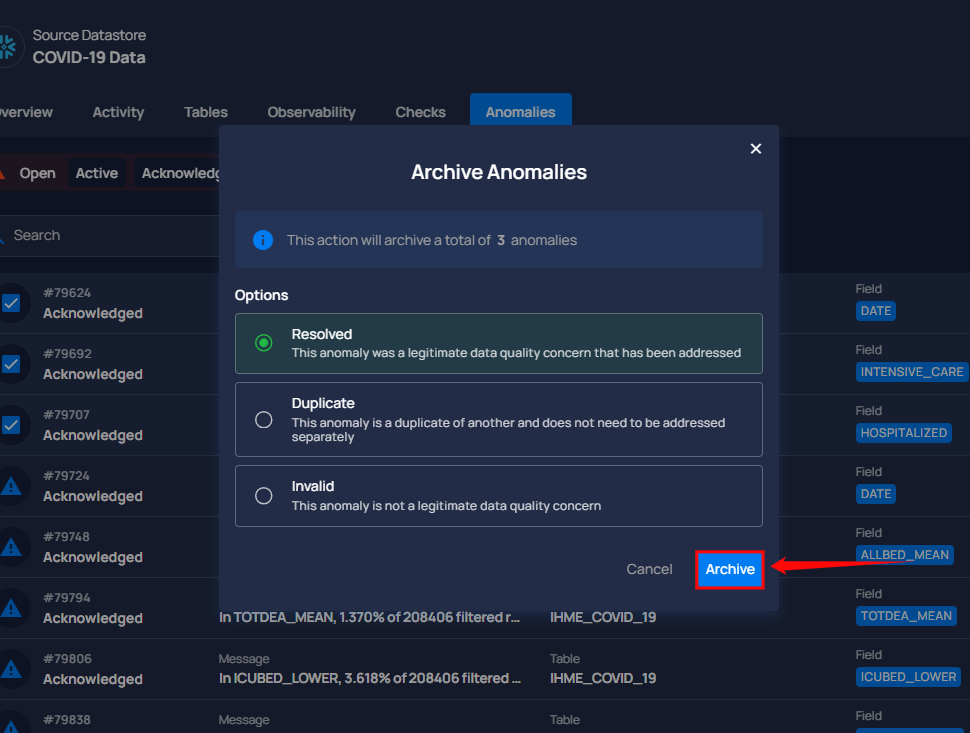 Source Datastore
COVID-19 Data
verview Activity Tables Observability Checks Anomalies
Open Active Acknowledg
Archive Anomalies
Search
This action will archive a total of 3 anomalies
Options
Resolved
This anomaly was a legitimate data quality concern that has been addressed
Duplicate
This anomaly is a duplicate of another and does not need to be addressed
separately
Invalid
This anomaly is not a legitimate data quality concern
Cancel Archive
#79624 Field
Acknowledged DATE
#79692 Field
Acknowledged INTENSIVE_CARE
#79707 Field
Acknowledged HOSPITALIZED
#79724 Field
Acknowledged DATE
#79748 Field
Acknowledged ALLBED_MEAN
#79794 Field
Acknowledged In TOTDEA_MEAN, 1.370% of 208406 filtered r... IHME_COVID_19 TOTDEA_MEAN
#79806 Message Table Field
Acknowledged In ICUBED_LOWER, 3.618% of 208406 filtered ... IHME_COVID_19 ICUBED_LOWER
#79838 Message Table Field